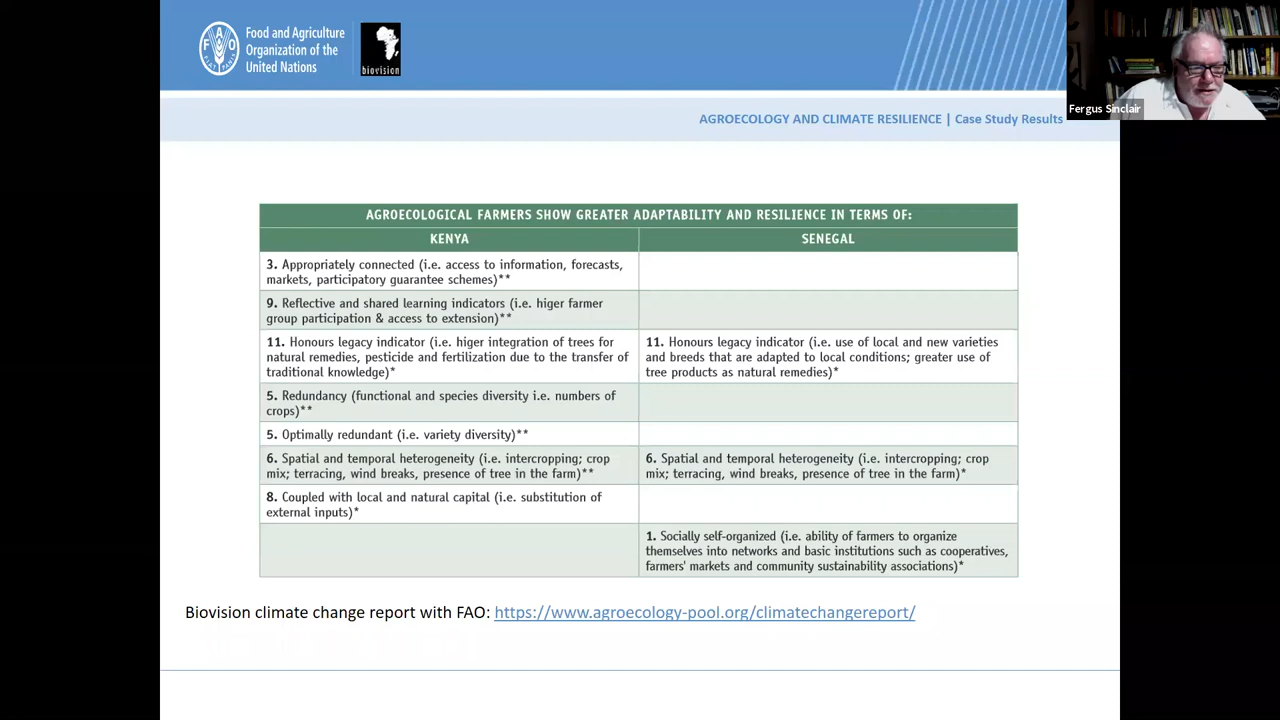 Food and Agriculture
Organization of the
United Nations
FAO
FIAT PANIS
biovision
Fergus Sinclair
AGROECOLOGY AND CLIMATE RESILIENCE | Case Study Results
AGROECOLOGICAL FARMERS SHOW GREATER ADAPTABILITY AND RESILIENCE IN TERMS OF:
KENYA
SENEGAL
3. Appropriately connected (i.e. access to information, forecasts,
markets, participatory guarantee schemes)**
9. Reflective and shared learning indicators (i.e. higer farmer
group participation & access to extension)**
11. Honours legacy indicator (i.e. higer integration of trees for
natural remedies, pesticide and fertilization due to the transfer of
traditional knowledge)*
11. Honours legacy indicator (i.e. use of local and new varieties
and breeds that are adapted to local conditions; greater use of
tree products as natural remedies)*
5. Redundancy (functional and species diversity i.e. numbers of
crops)**
5. Optimally redundant (i.e. variety diversity)**
6. Spatial and temporal heterogeneity (i.e. intercropping; crop
mix; terracing, wind breaks, presence of tree in the farm)**
6. Spatial and temporal heterogeneity (i.e. intercropping; crop
mix; terracing, wind breaks, presence of tree in the farm)*
8. Coupled with local and natural capital (i.e. substitution of
external inputs)*
1. Socially self-organized (i.e. ability of farmers to organize
themselves into networks and basic institutions such as cooperatives,
farmers' markets and community sustainability associations)*
Biovision climate change report with FAO: https://www.agroecology-pool.org/climatechangereport/